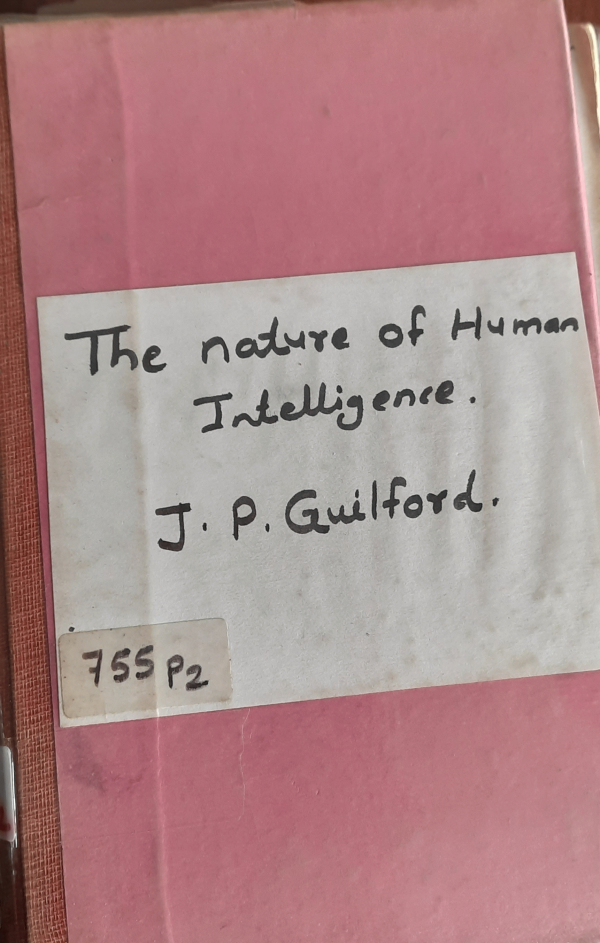 The nature of Human
Intelligence.
J. P. Guilford.
755 P2